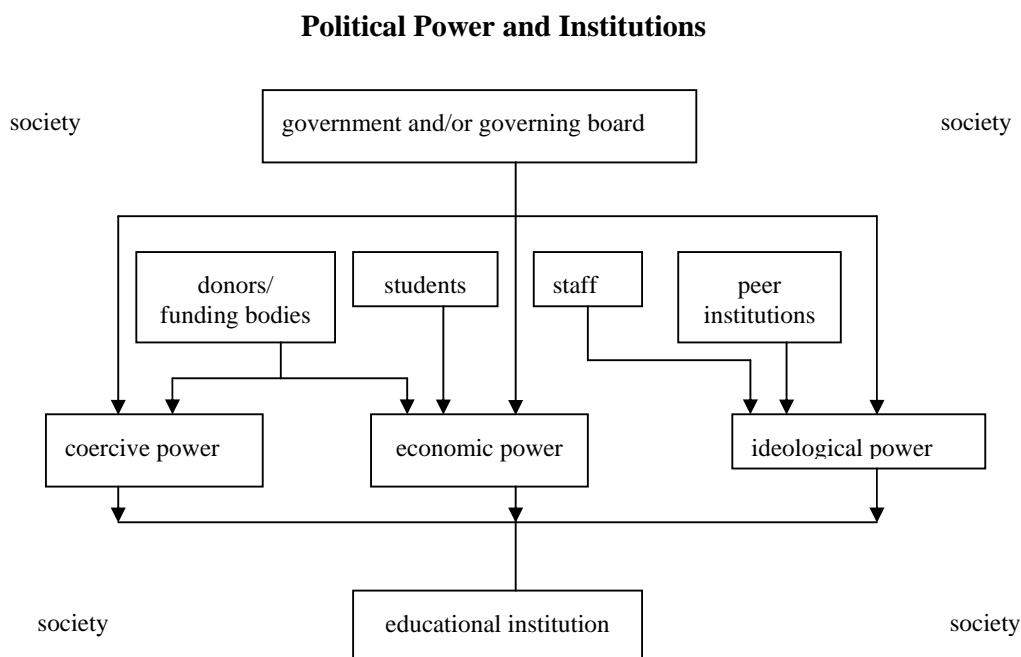 Political Power and Institutions
society
government and/or governing board
society
donors/
funding bodies
students
staff
peer
institutions
coercive power
economic power
ideological power
society
educational institution
society